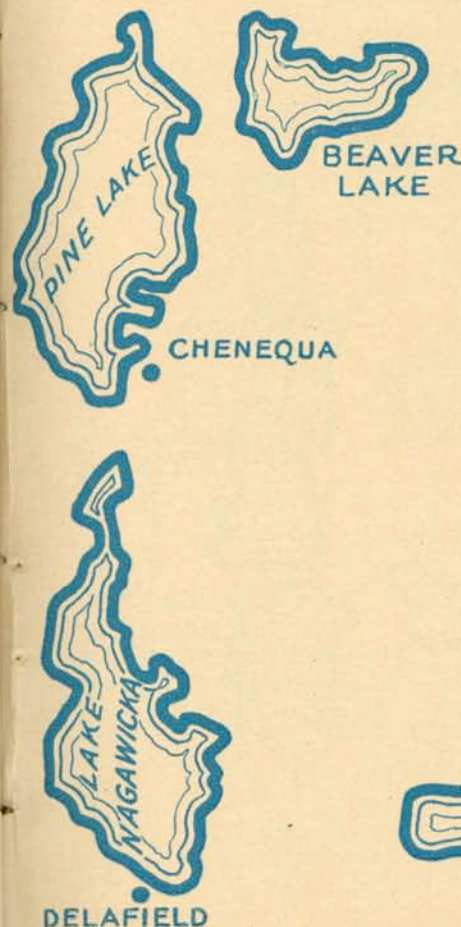 BEAVER
LAKE
PINE LAKE
CHENEQUA
LAKE
NAGAWICKA
DELAFIELD